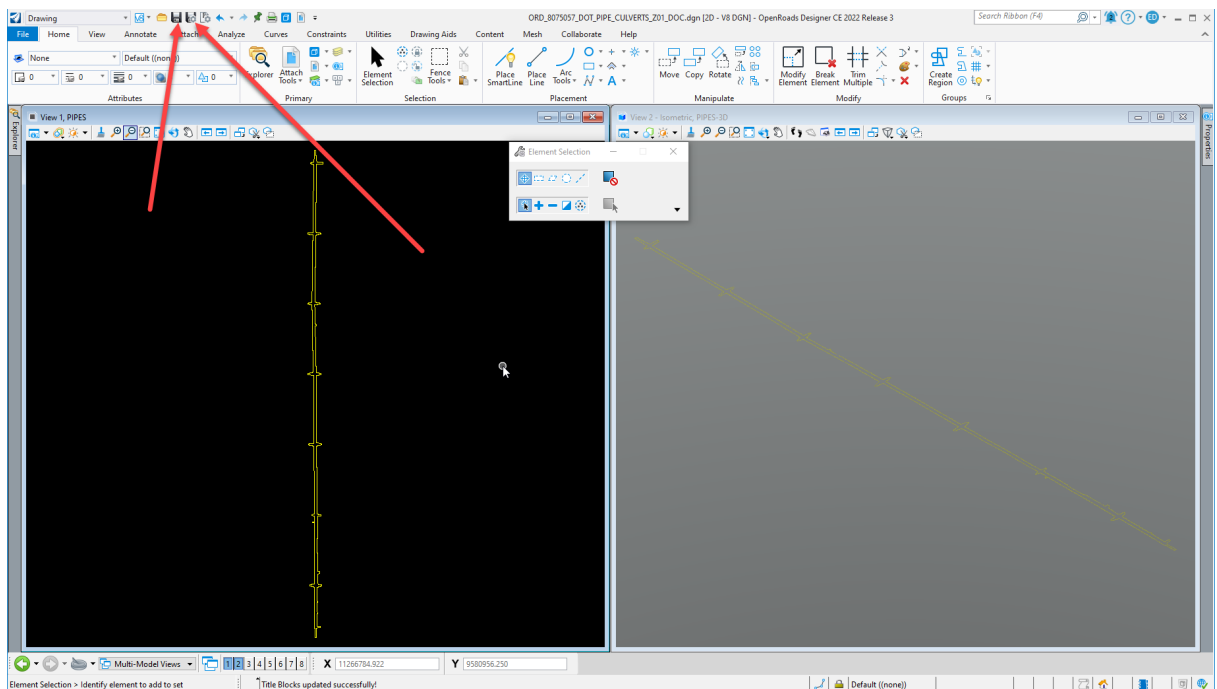 Drawing
ORD_8075057_DOT_PIPE_CULVERTS_Z01_DOC.dgn [2D - V8 DGN] - OpenRoads Designer CE 2022 Release 3
Search Ribbon (F4)
ED
File Home View Annotate Attach Analyze Curves Constraints Utilities Drawing Aids Content Mesh Collaborate Help
None
Default ((none))
0 0 0 0
Explorer
Attach Tools
Element Selection
Fence Tools
Place SmartLine
Place Line
Arc Tools
Move Copy Rotate
Modify Element
Break Element
Trim Multiple
Create Region
Attributes Primary Selection Placement Manipulate Modify Groups
Explorer
View 1, PIPES
View 2 - Isometric, PIPES-3D
Properties
Element Selection
Multi-Model Views
1 2 3 4 5 6 7 8
X 11266784.922
Y 9580956.250
Element Selection > Identify element to add to set
Title Blocks updated successfully!
Default ((none))